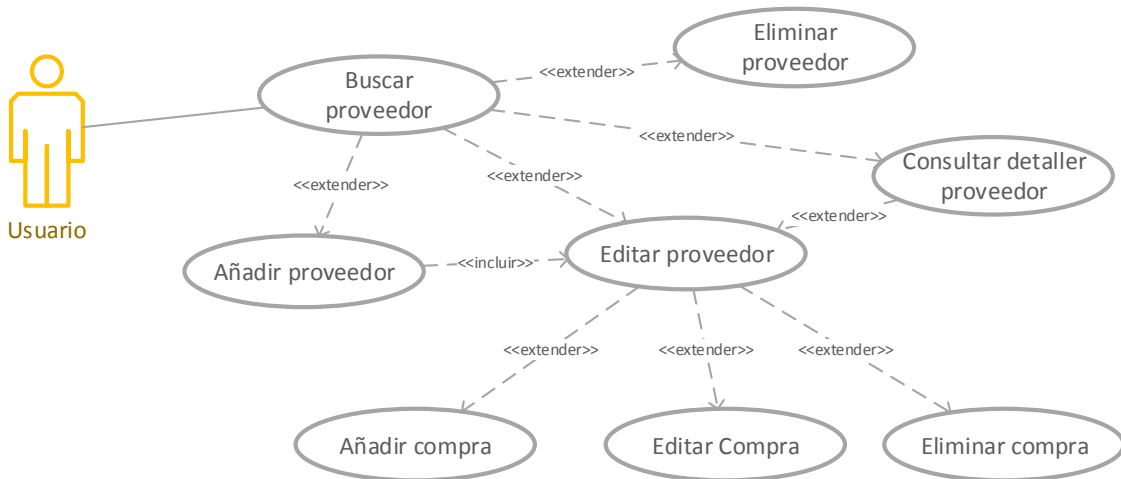 Eliminar
proveedor
<<extender>>
Buscar
proveedor
<<extender>>
Consultar detaller
proveedor
<<extender>>
<<extender>>
<<extender>>
Usuario
Añadir proveedor
<<incluir>>
Editar proveedor
<<extender>>
<<extender>>
<<extender>>
Añadir compra
Editar Compra
Eliminar compra